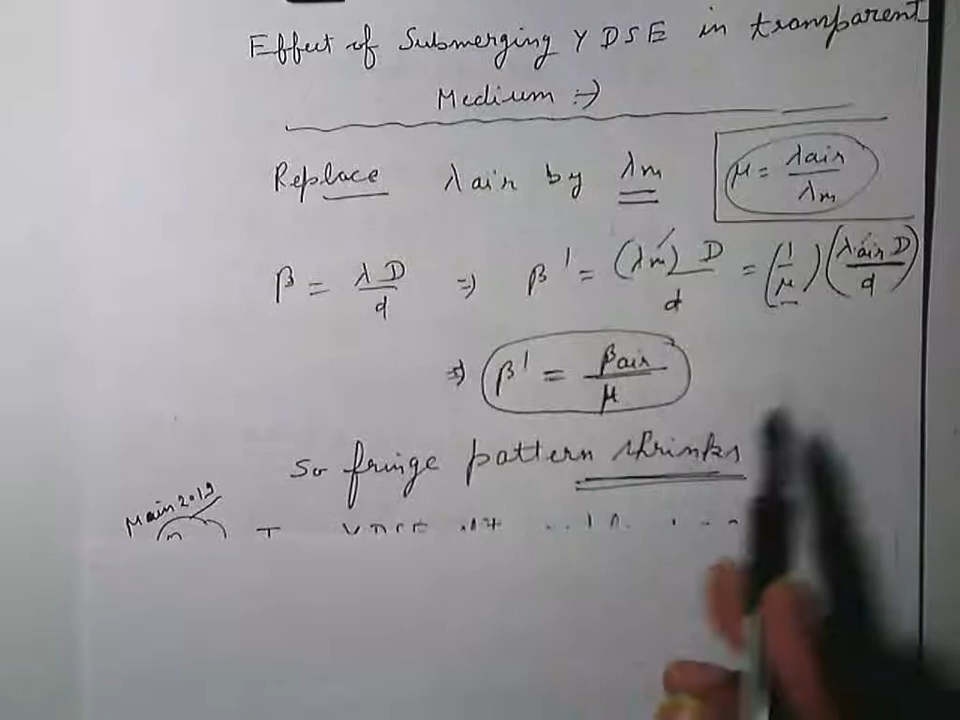 Effect of Submerging YDSE in transparent
Medium :→
Replace λair by λm μ = λair / λm
β = λD / d ⇒ β' = (λm) D / d = (1/μ) (λair D / d)
⇒ β' = βair / μ
So fringe pattern shrinks
Main 2019